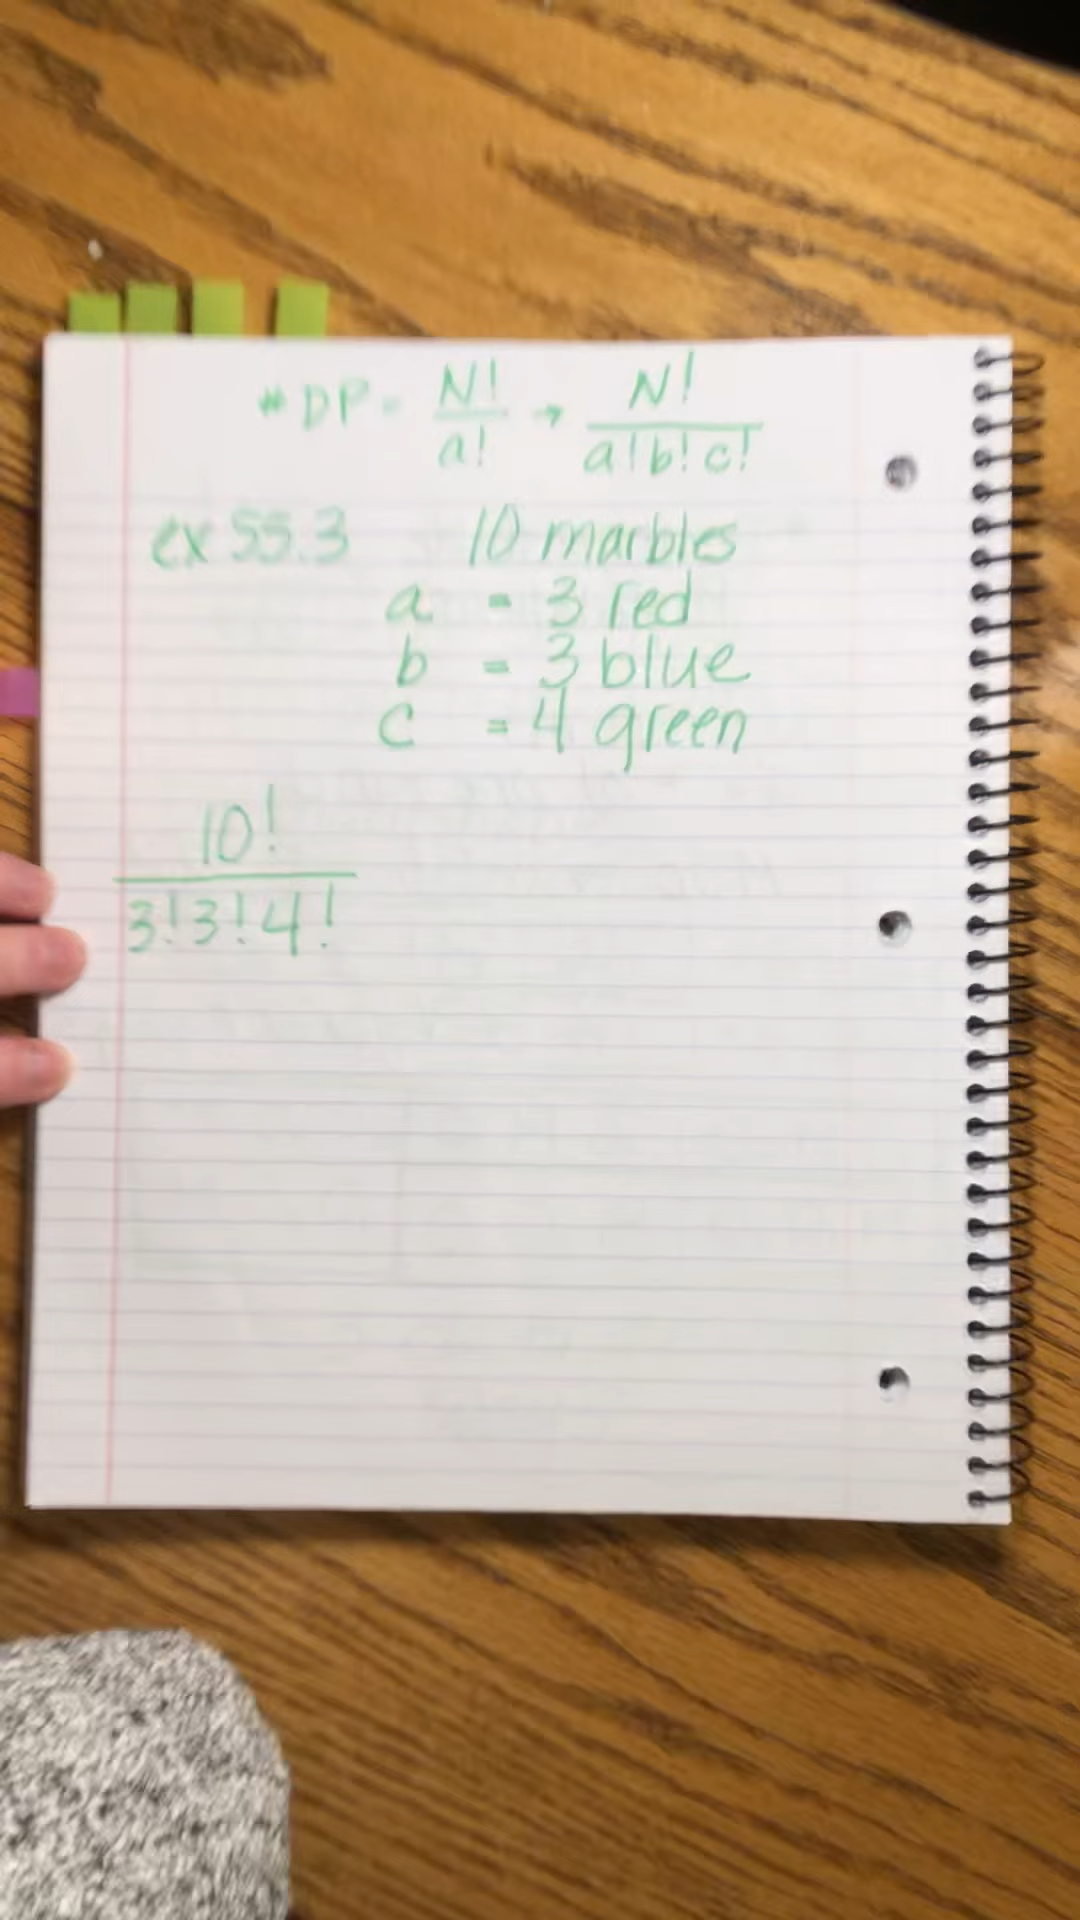 # DP = N!/a! → N!/a!b!c!
ex 55.3 10 marbles
a = 3 red
b = 3 blue
c = 4 green
10!
3!3!4!